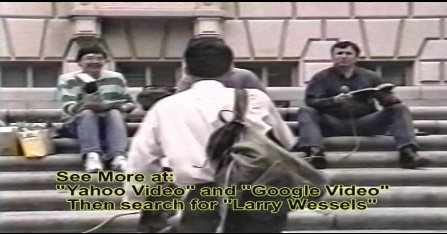 See More at:
"Yahoo Video" and "Google Video"
Then search for "Larry Wessels"